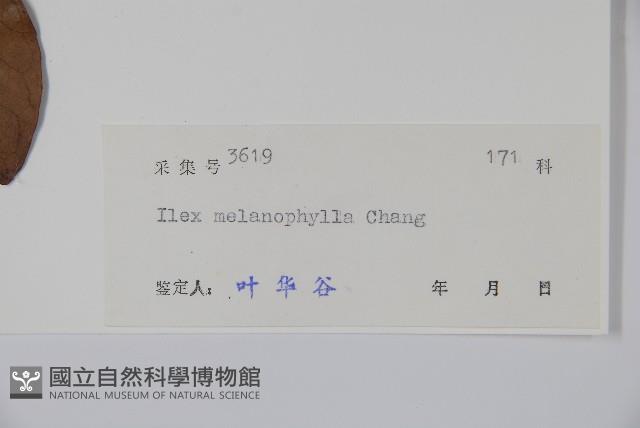 采集号 3619 171 科
Ilex melanophylla Chang
鉴定人: 叶华谷 年 月 日
國立自然科學博物館
NATIONAL MUSEUM OF NATURAL SCIENCE